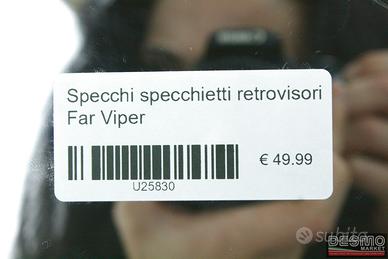 Specchi specchietti retrovisori
Far Viper
€ 49.99
U25830
subito
DESMO
MARKET